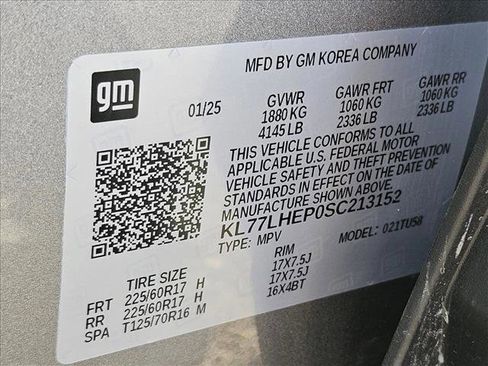 MFD BY GM KOREA COMPANY
gm
01/25 GVWR GAWR FRT GAWR RR
1880 KG 1060 KG 1060 KG
4145 LB 2336 LB 2336 LB
THIS VEHICLE CONFORMS TO ALL
APPLICABLE U.S. FEDERAL MOTOR
VEHICLE SAFETY AND THEFT PREVENTION
STANDARDS IN EFFECT ON THE DATE OF
MANUFACTURE SHOWN ABOVE.
KL77LHEP0SC213152
TYPE: MPV MODEL: 021TU58
TIRE SIZE RIM
FRT 225/60R17 H 17X7.5J
RR 225/60R17 H 17X7.5J
SPA T125/70R16 M 16X4BT